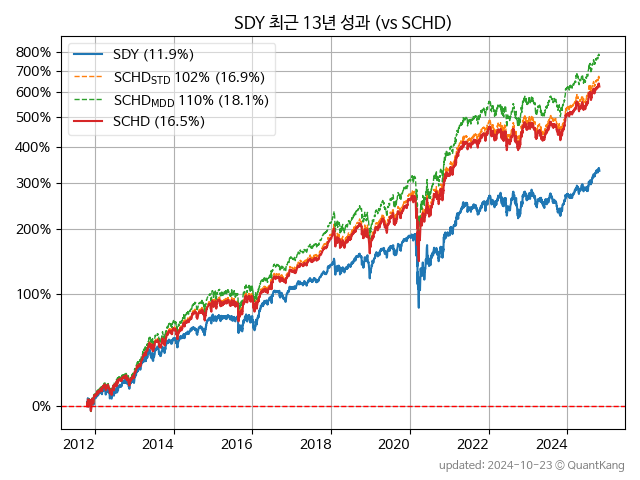 SDY 최근 13년 성과 (vs SCHD)
SDY (11.9%)
SCHD_STD 102% (16.9%)
SCHD_MDD 110% (18.1%)
SCHD (16.5%)
800%
700%
600%
500%
400%
300%
200%
100%
0%
2012 2014 2016 2018 2020 2022 2024
updated: 2024-10-23 © QuantKang